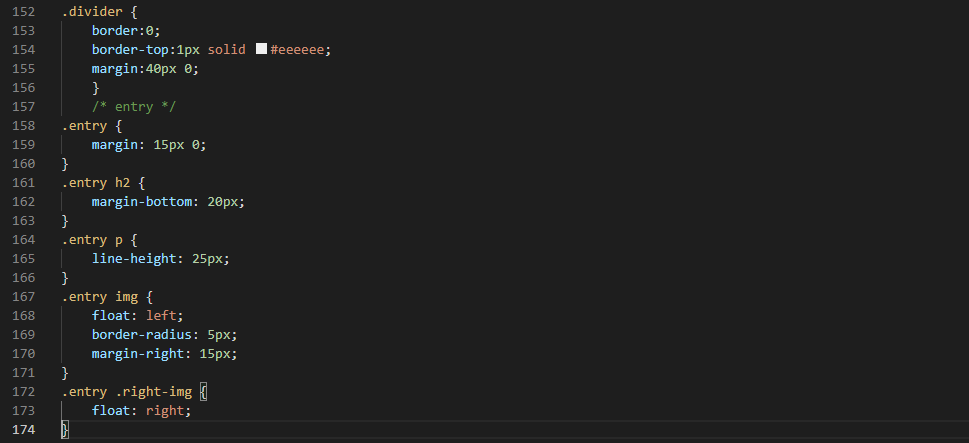 152 .divider {
153     border:0;
154     border-top:1px solid #eeeeee;
155     margin:40px 0;
156     }
157     /* entry */
158 .entry {
159     margin: 15px 0;
160 }
161 .entry h2 {
162     margin-bottom: 20px;
163 }
164 .entry p {
165     line-height: 25px;
166 }
167 .entry img {
168     float: left;
169     border-radius: 5px;
170     margin-right: 15px;
171 }
172 .entry .right-img {
173     float: right;
174 }